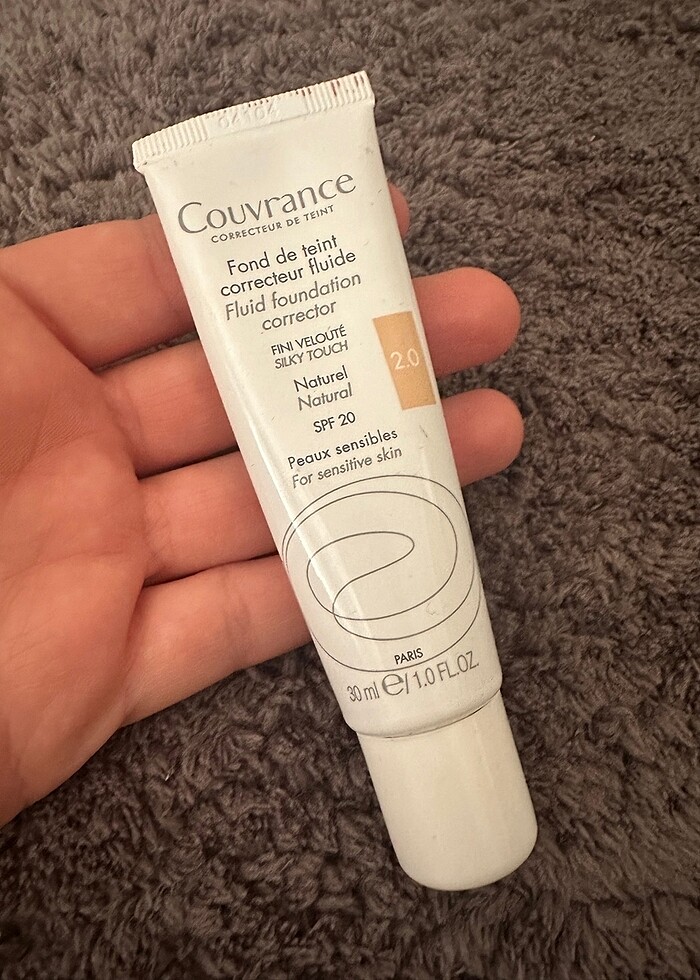 Couvrance
CORRECTEUR DE TEINT
Fond de teint
correcteur fluide
Fluid foundation
corrector
FINI VELOUTÉ
SILKY TOUCH
2.0
Naturel
Natural
SPF 20
Peaux sensibles
For sensitive skin
PARIS
30 ml ℮/1.0 FL.OZ.